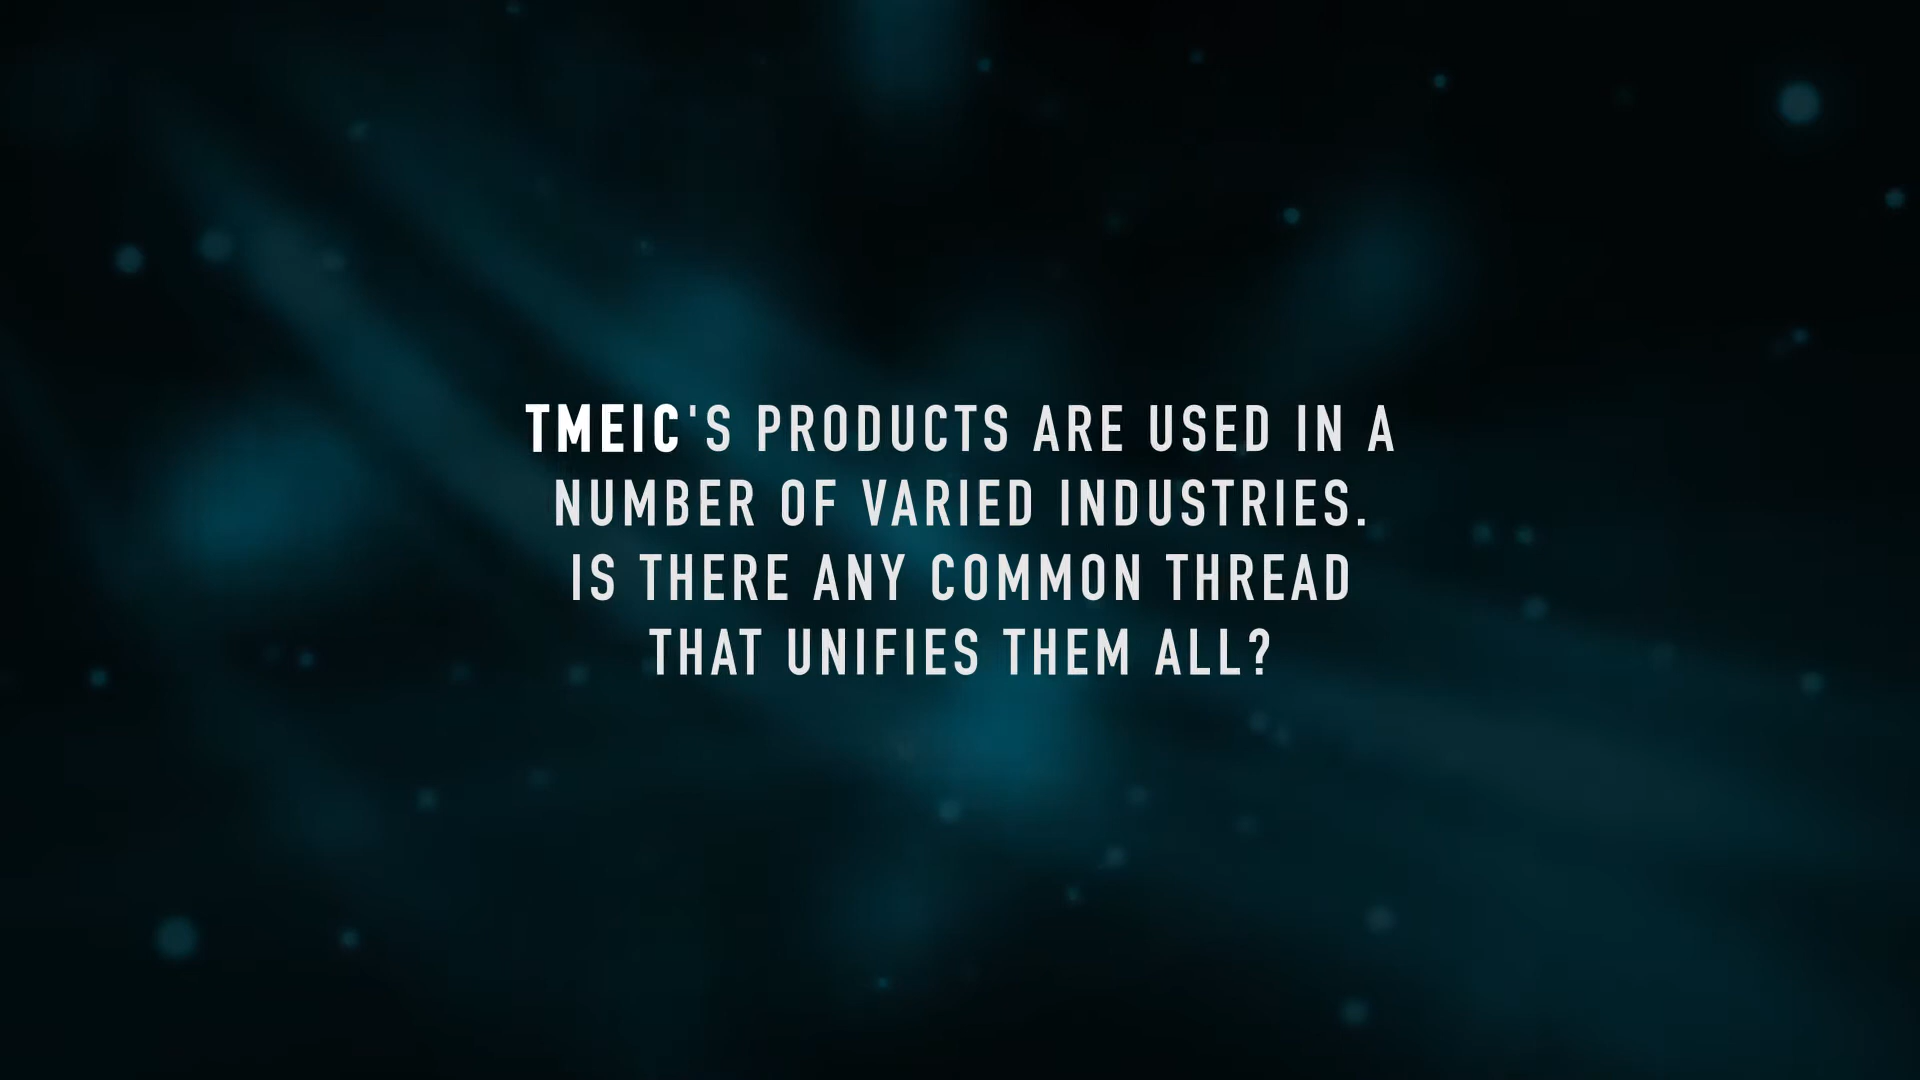 TMEIC'S PRODUCTS ARE USED IN A
NUMBER OF VARIED INDUSTRIES.
IS THERE ANY COMMON THREAD
THAT UNIFIES THEM ALL?